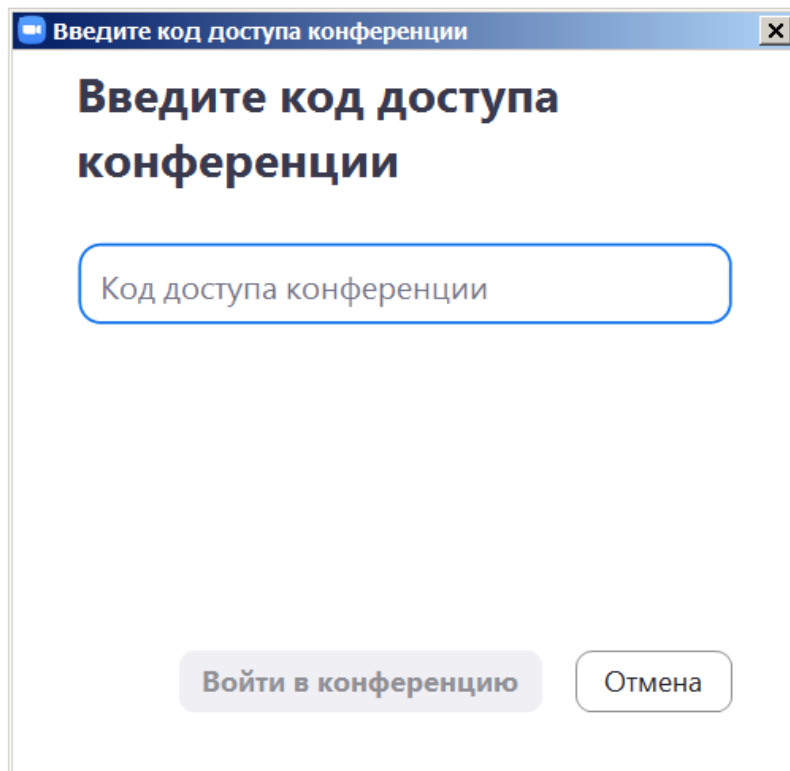 Введите код доступа конференции
Введите код доступа
конференции
Код доступа конференции
Войти в конференцию
Отмена